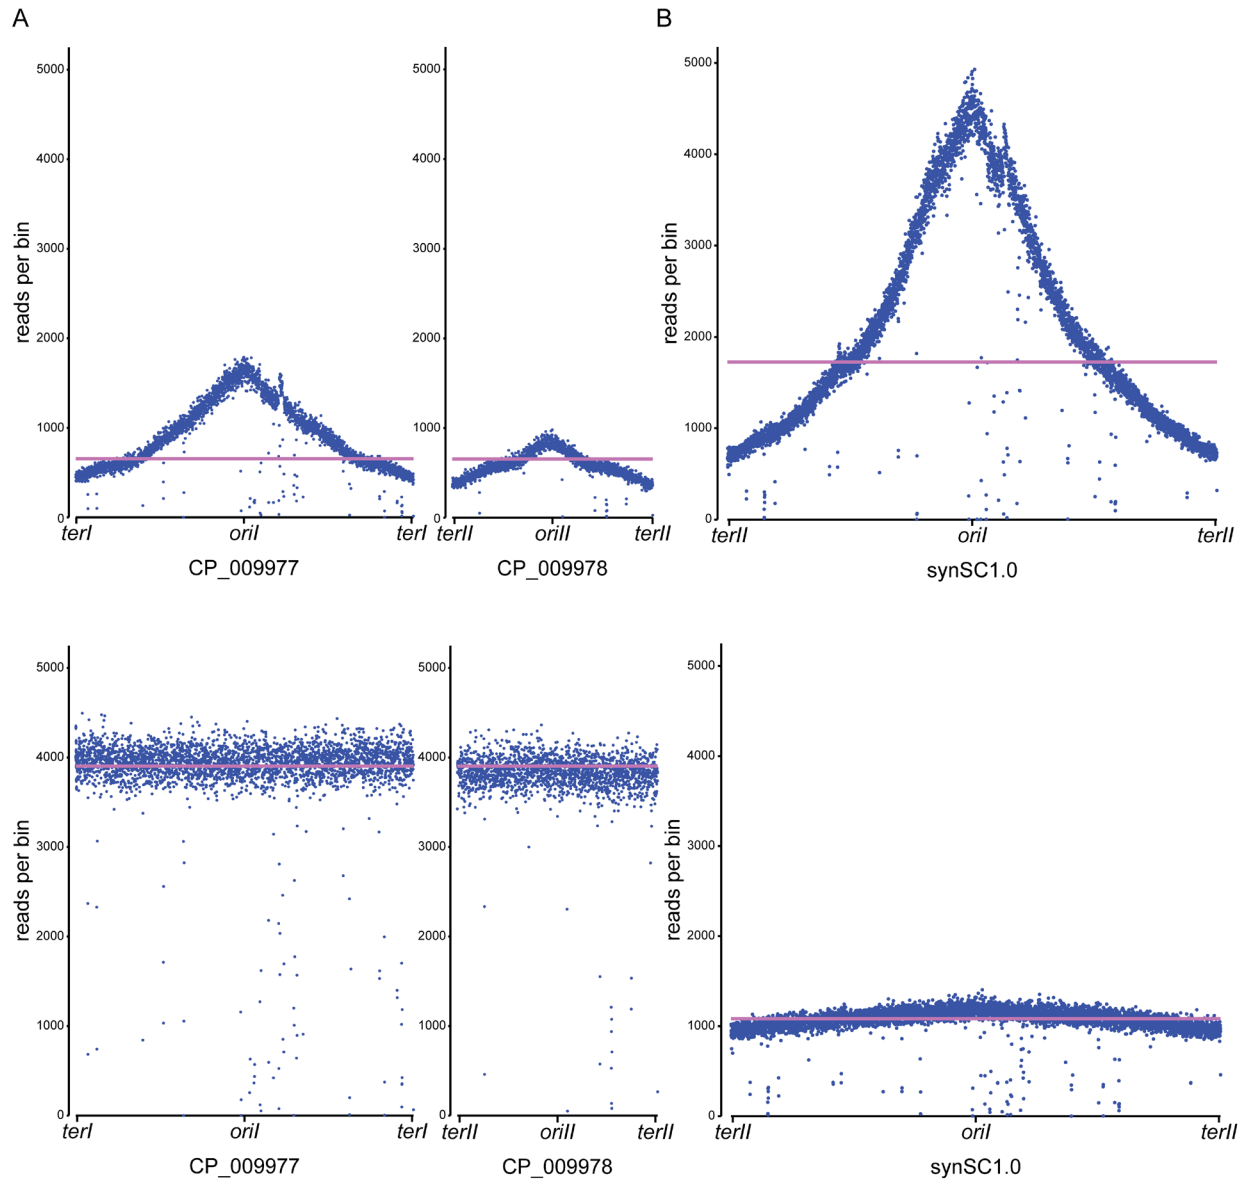 A
B
reads per bin
5000
4000
3000
2000
1000
0
terI
oriI
terI
CP_009977
5000
4000
3000
2000
1000
0
terII
oriII
terII
CP_009978
reads per bin
5000
4000
3000
2000
1000
0
terII
oriI
terII
synSC1.0
reads per bin
5000
4000
3000
2000
1000
0
terI
oriI
terI
CP_009977
5000
4000
3000
2000
1000
0
terII
oriII
terII
CP_009978
reads per bin
5000
4000
3000
2000
1000
0
terII
oriI
terII
synSC1.0